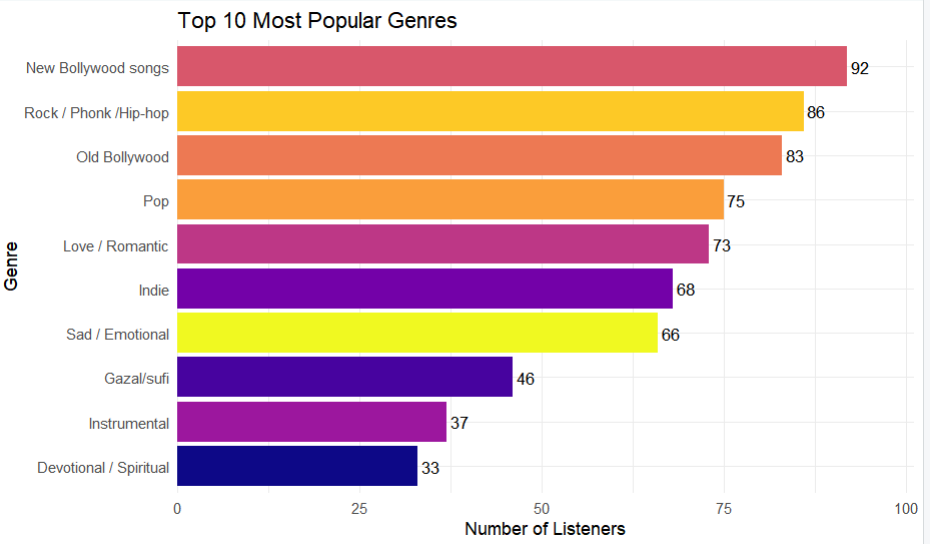 Top 10 Most Popular Genres
New Bollywood songs 92
Rock / Phonk /Hip-hop 86
Old Bollywood 83
Pop 75
Love / Romantic 73
Indie 68
Sad / Emotional 66
Gazal/sufi 46
Instrumental 37
Devotional / Spiritual 33
Genre
0 25 50 75 100
Number of Listeners